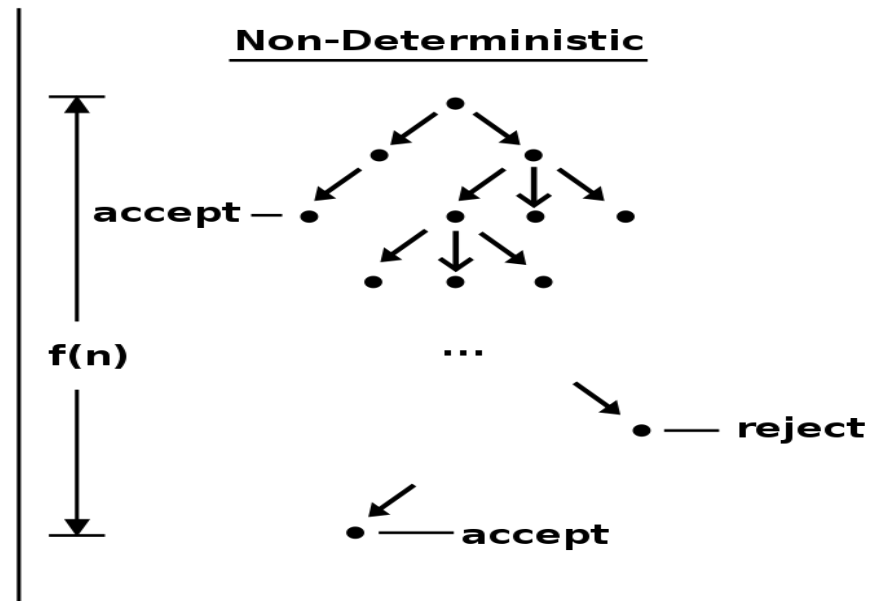 Non-Deterministic
accept
f(n)
...
reject
accept